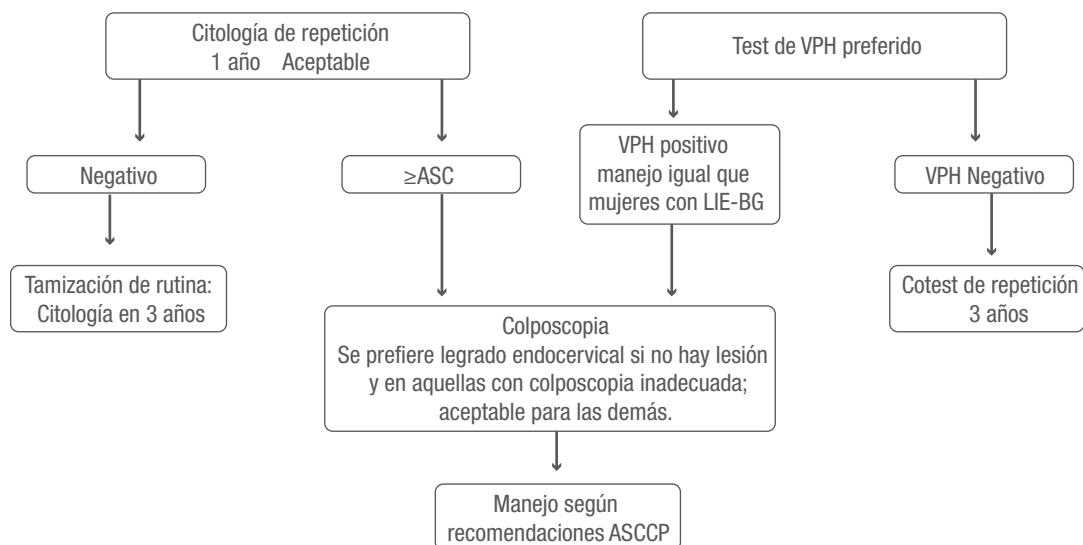 Citología de repetición
1 año Aceptable
Test de VPH preferido
Negativo
≥ASC
VPH positivo
manejo igual que
mujeres con LIE-BG
VPH Negativo
Tamización de rutina:
Citología en 3 años
Cotest de repetición
3 años
Colposcopia
Se prefiere legrado endocervical si no hay lesión
y en aquellas con colposcopia inadecuada;
aceptable para las demás.
Manejo según
recomendaciones ASCCP